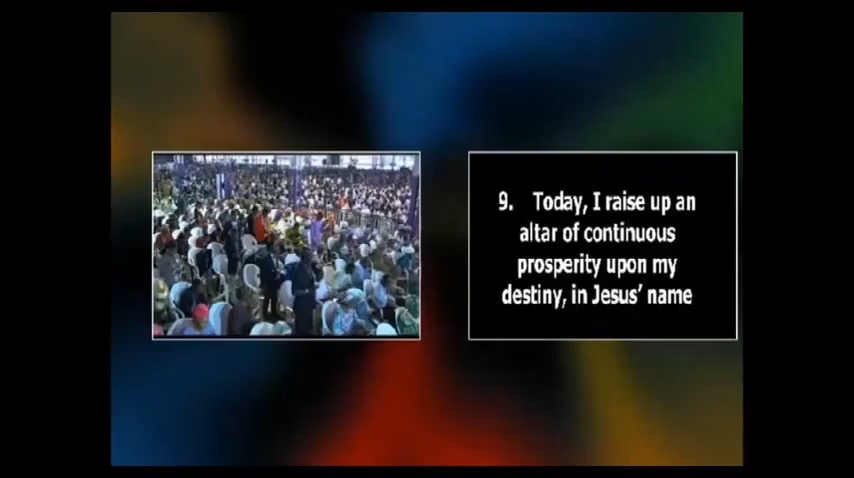 9. Today, I raise up an
altar of continuous
prosperity upon my
destiny, in Jesus' name